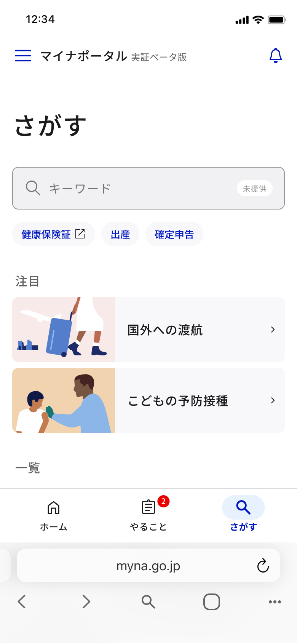 12:34
マイナポータル 実証ベータ版
さがす
キーワード 未提供
健康保険証 出産 確定申告
注目
国外への渡航
こどもの予防接種
一覧
2
ホーム やること さがす
myna.go.jp